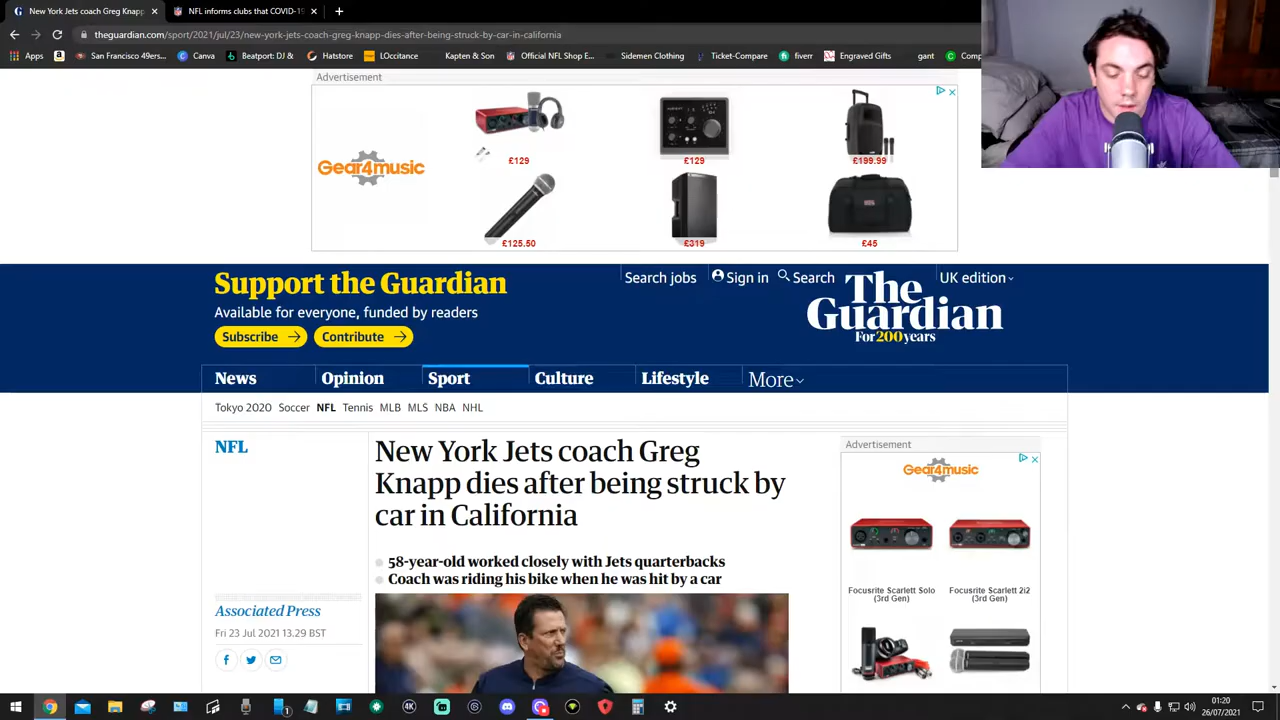 New York Jets coach Greg Knapp
NFL informs clubs that COVID-19
theguardian.com/sport/2021/jul/23/new-york-jets-coach-greg-knapp-dies-after-being-struck-by-car-in-california
Apps
San Francisco 49ers...
Canva
Beatport: DJ &
Hatstore
LOccitane
Kapten & Son
Official NFL Shop E...
Sidemen Clothing
Ticket-Compare
fiverr
Engraved Gifts
gant
Comp
Advertisement
Gear4music
£129
£129
£199.99
£125.50
£319
£45
Support the Guardian
Available for everyone, funded by readers
Subscribe
Contribute
Search jobs
Sign in
Search
UK edition
The Guardian
For 200 years
News
Opinion
Sport
Culture
Lifestyle
More
Tokyo 2020 Soccer NFL Tennis MLB MLS NBA NHL
NFL
New York Jets coach Greg
Knapp dies after being struck by
car in California
58-year-old worked closely with Jets quarterbacks
Coach was riding his bike when he was hit by a car
Associated Press
Fri 23 Jul 2021 13.29 BST
Advertisement
Gear4music
Focusrite Scarlett Solo
(3rd Gen)
Focusrite Scarlett 2i2
(3rd Gen)
01:20
26/07/2021